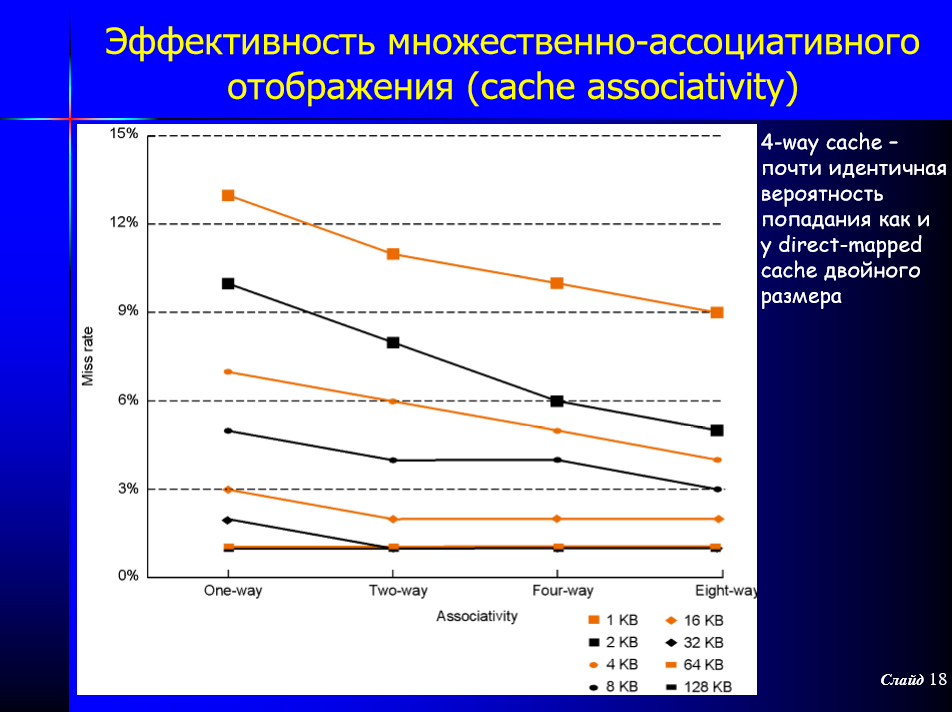 Эффективность множественно-ассоциативного
отображения (cache associativity)
4-way cache –
почти идентичная
вероятность
попадания как и
у direct-mapped
cache двойного
размера
15%
12%
9%
6%
3%
0%
Miss rate
One-way
Two-way
Four-way
Eight-way
Associativity
1 KB
16 KB
2 KB
32 KB
4 KB
64 KB
8 KB
128 KB
Слайд 18